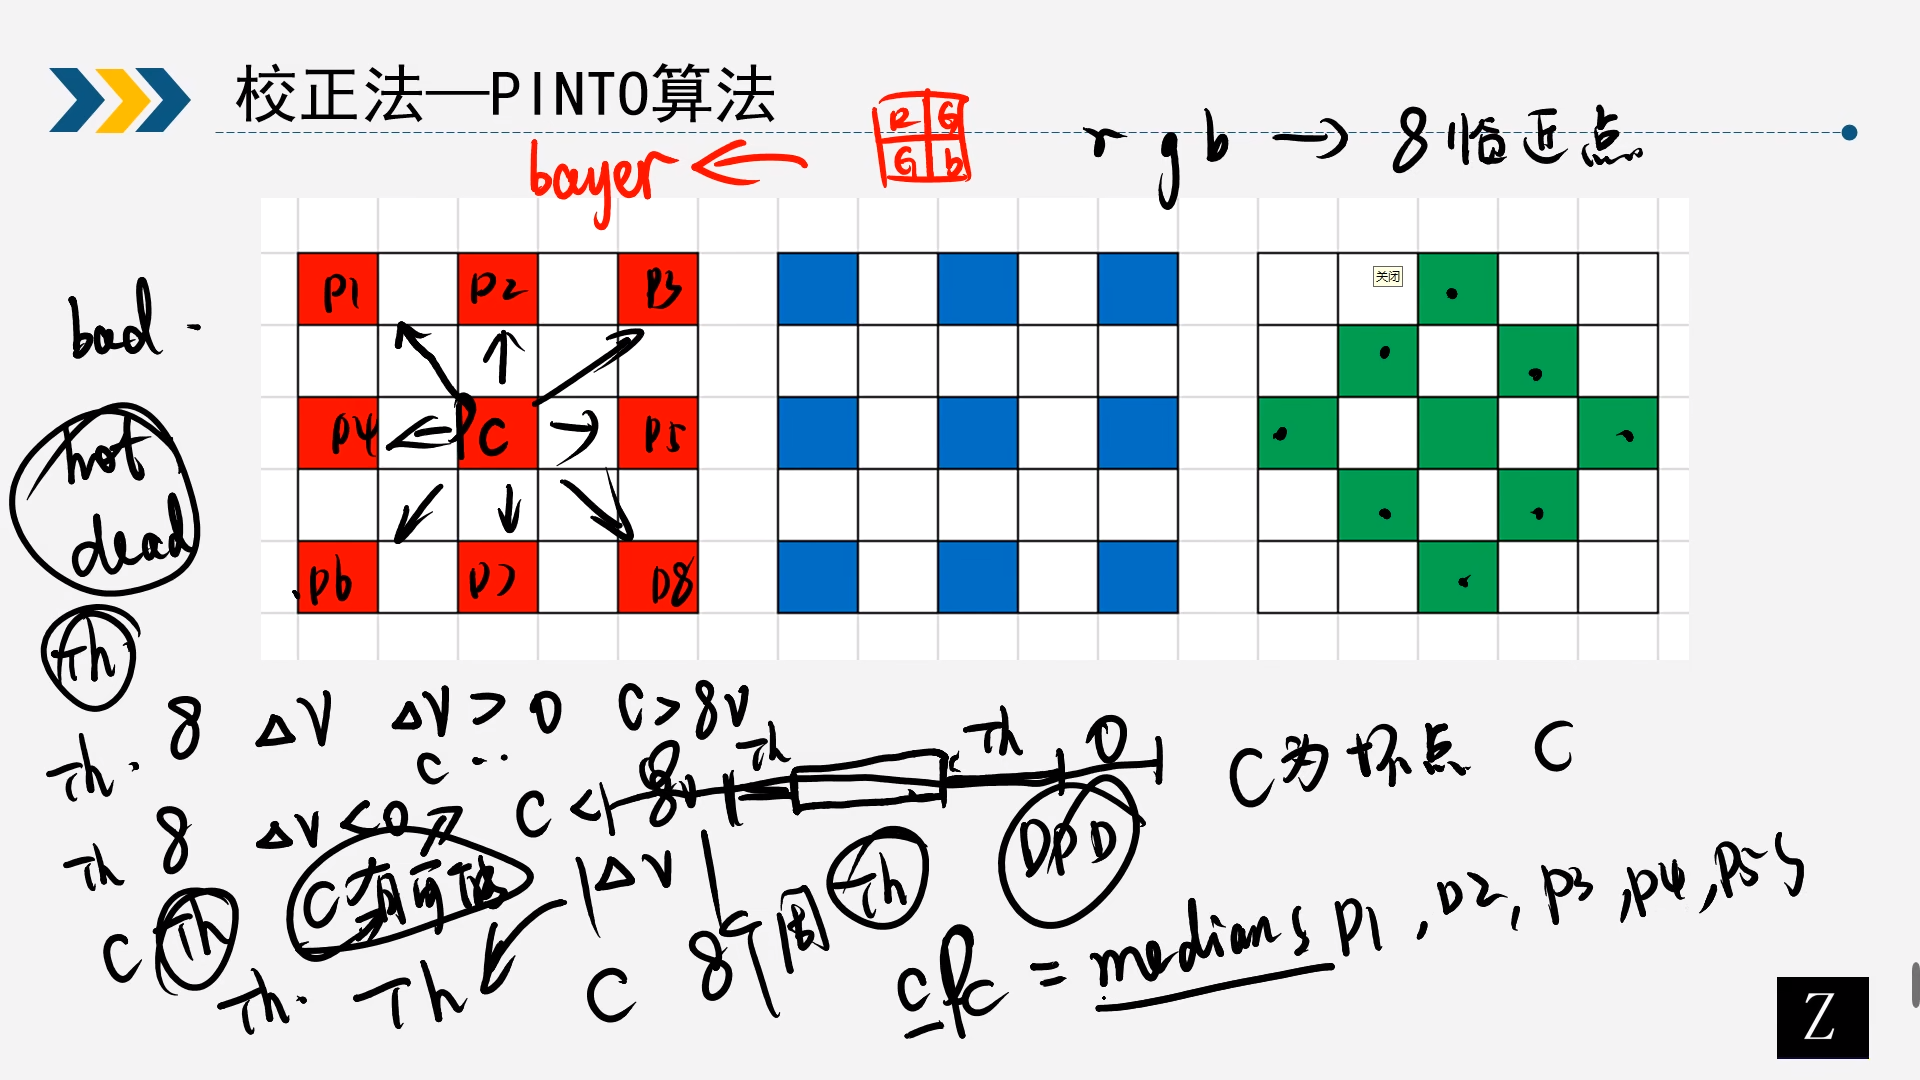 校正法—PINTO算法
R G
G b
bayer ←
r g b → 8临近点
关闭
bad -
P1 P2 P3
P4 PC P5
P6 P7 P8
hot
dead
Th
Th. 8 ΔV ΔV > 0 C > 8V
C ..
Th Th 0
C为坏点 C
Th 8 ΔV < 0 C < 8V
DPD
C有可能
|ΔV
Th
C Th
Th. Th
C 8个周
PC = median { P1, P2, P3, P4, P5 }
Z